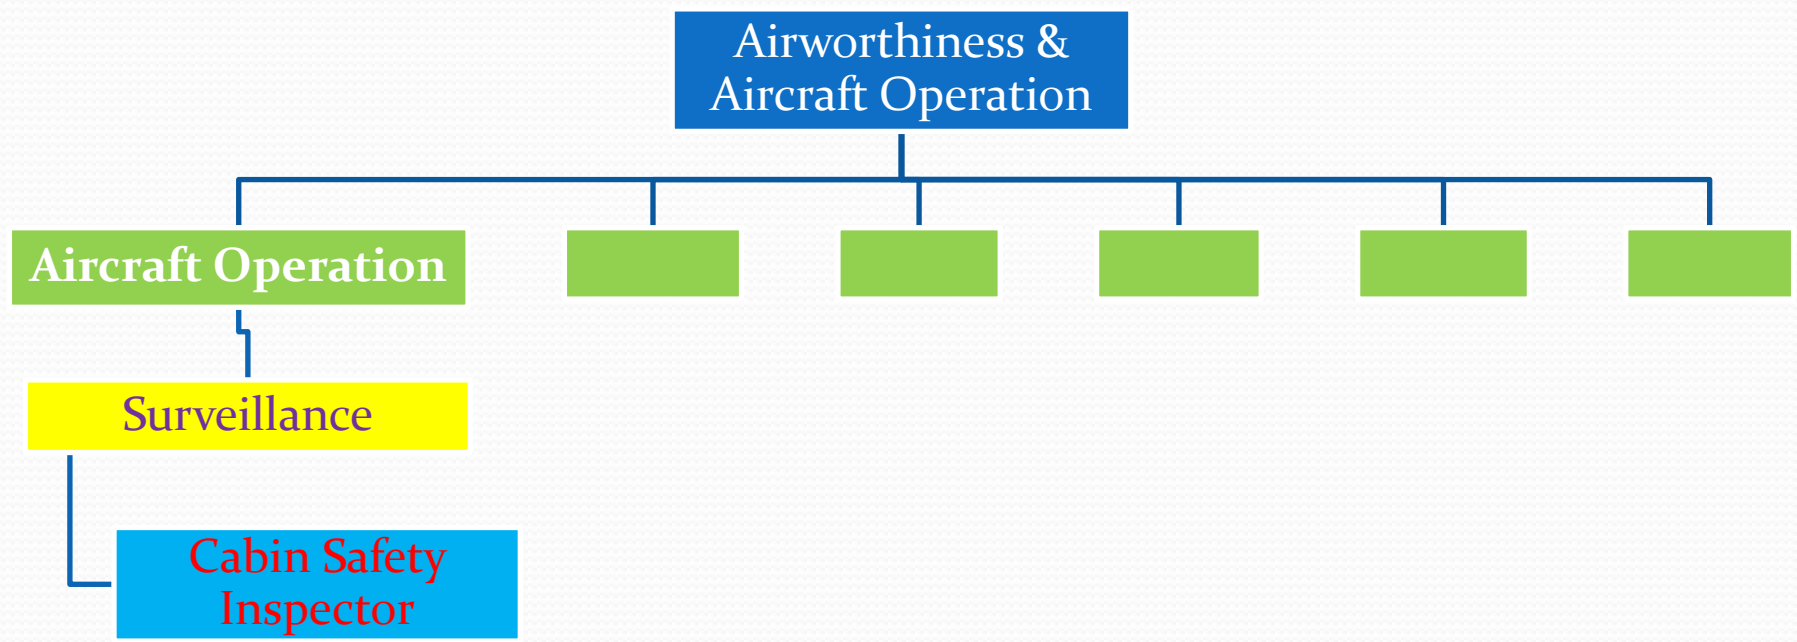 Airworthiness &
Aircraft Operation
Aircraft Operation
Surveillance
Cabin Safety
Inspector